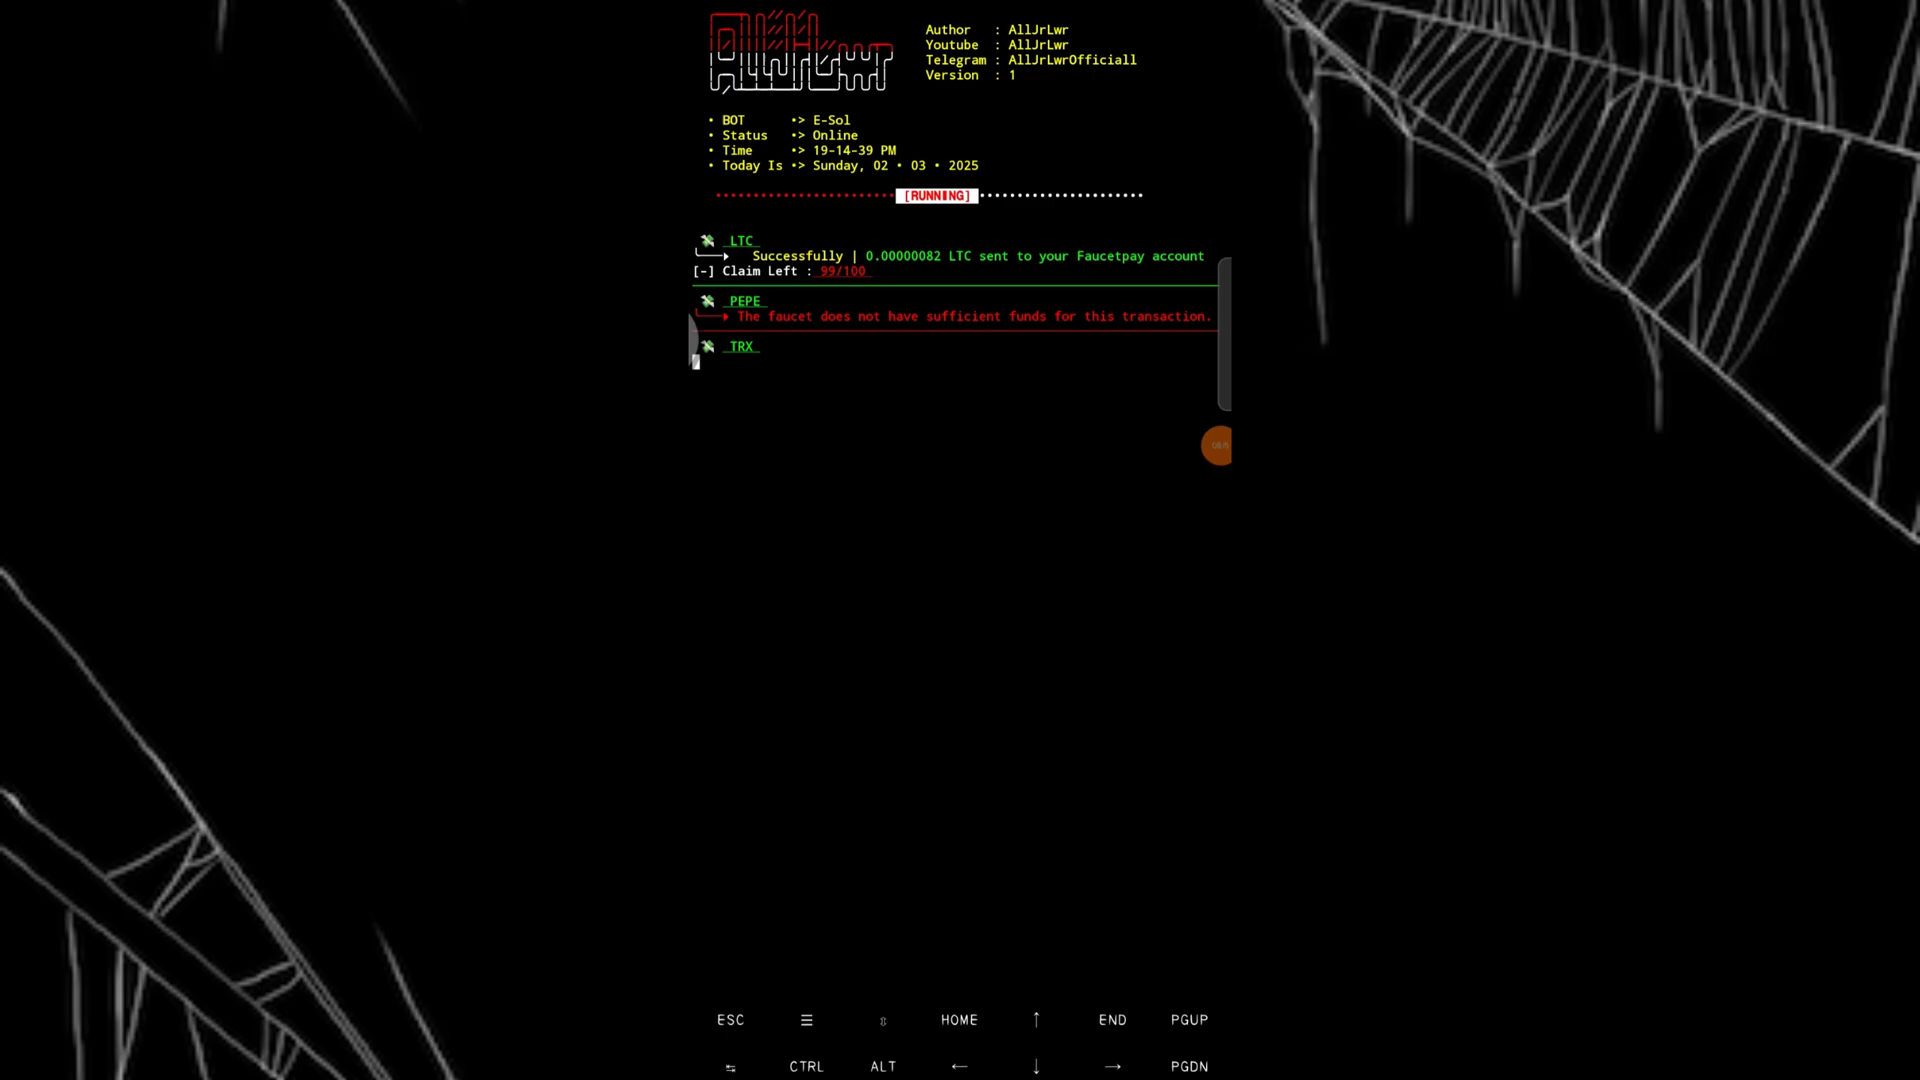 Author : AllJrLwr
Youtube : AllJrLwr
Telegram : AllJrLwrOfficiall
Version : 1
• BOT •> E-Sol
• Status •> Online
• Time •> 19-14-39 PM
• Today Is •> Sunday, 02 • 03 • 2025
[RUNNING]
LTC
Successfully | 0.00000082 LTC sent to your Faucetpay account
[-] Claim Left : 99/100
PEPE
The faucet does not have sufficient funds for this transaction.
TRX
ESC ☰ ⇳ HOME ↑ END PGUP
⇆ CTRL ALT ← ↓ → PGDN